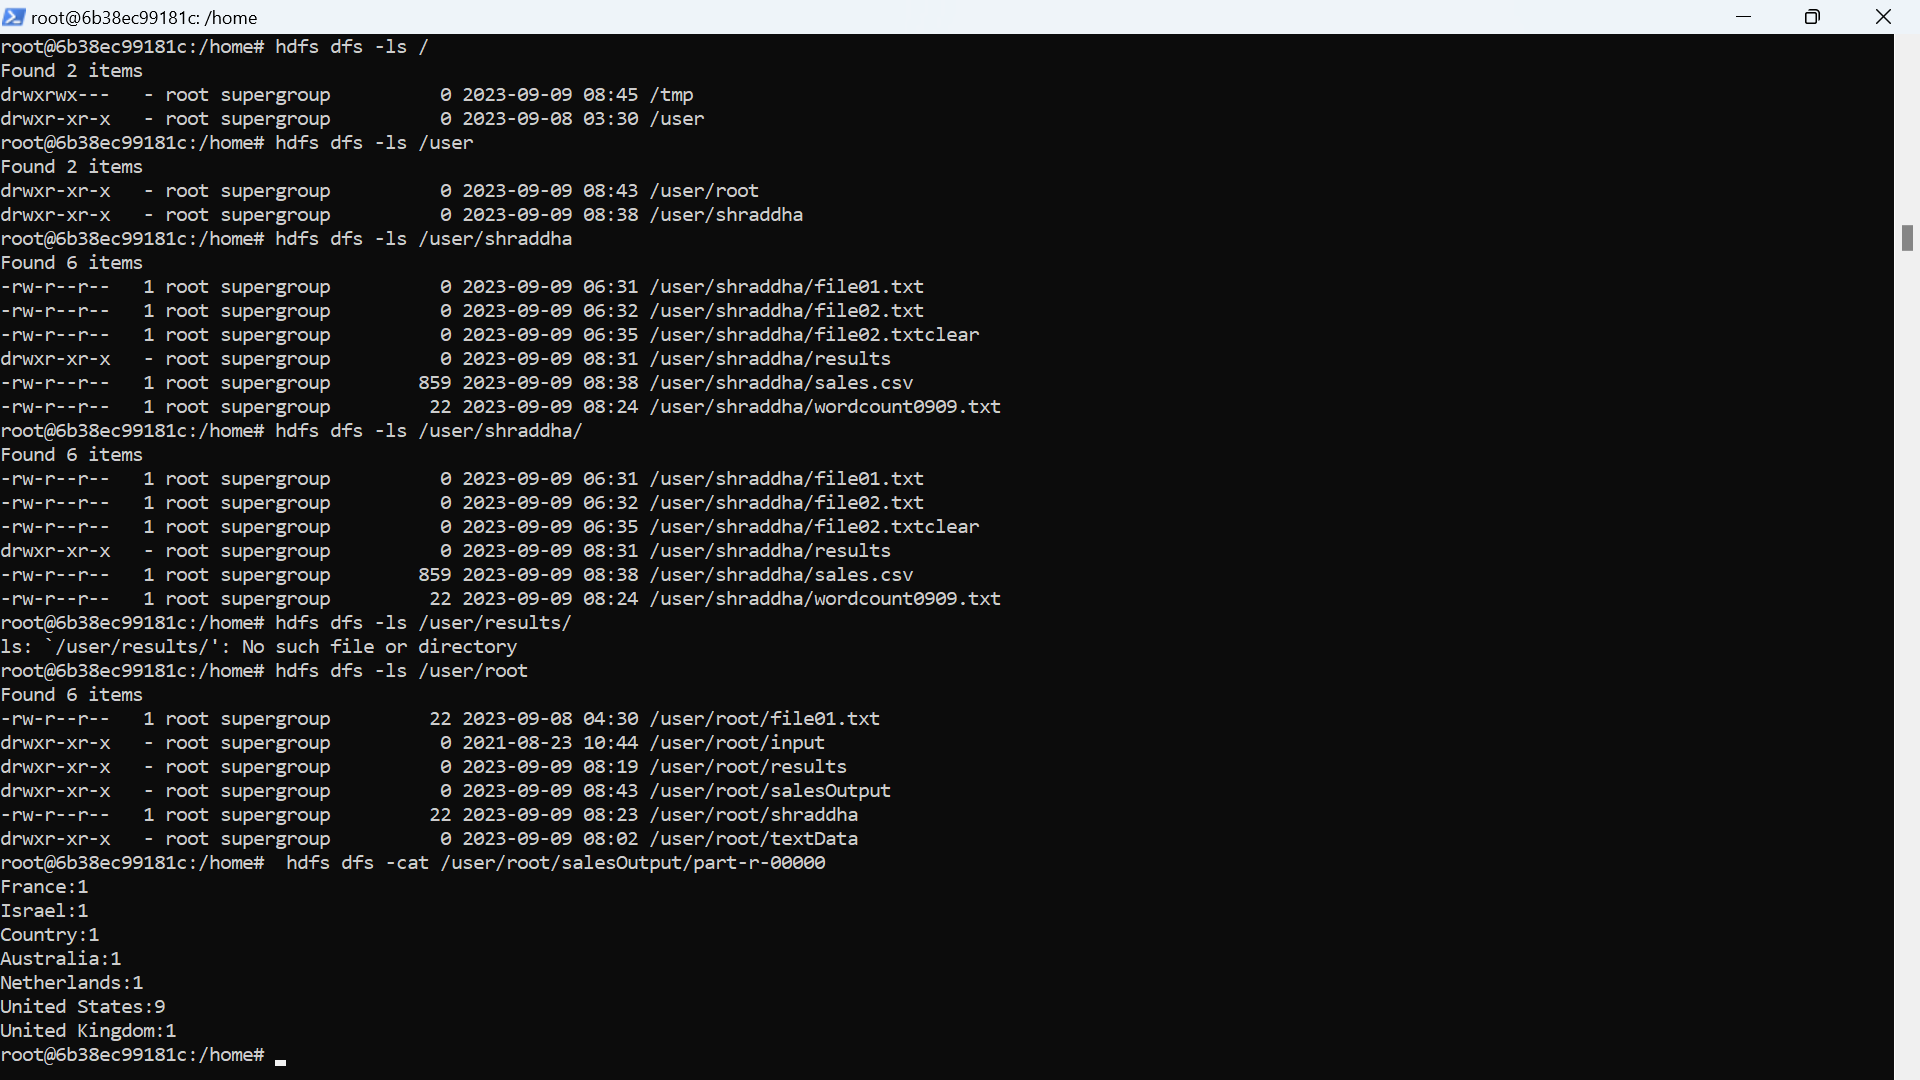 root@6b38ec99181c: /home
root@6b38ec99181c:/home# hdfs dfs -ls /
Found 2 items
drwxrwx---   - root supergroup          0 2023-09-09 08:45 /tmp
drwxr-xr-x   - root supergroup          0 2023-09-08 03:30 /user
root@6b38ec99181c:/home# hdfs dfs -ls /user
Found 2 items
drwxr-xr-x   - root supergroup          0 2023-09-09 08:43 /user/root
drwxr-xr-x   - root supergroup          0 2023-09-09 08:38 /user/shraddha
root@6b38ec99181c:/home# hdfs dfs -ls /user/shraddha
Found 6 items
-rw-r--r--   1 root supergroup          0 2023-09-09 06:31 /user/shraddha/file01.txt
-rw-r--r--   1 root supergroup          0 2023-09-09 06:32 /user/shraddha/file02.txt
-rw-r--r--   1 root supergroup          0 2023-09-09 06:35 /user/shraddha/file02.txtclear
drwxr-xr-x   - root supergroup          0 2023-09-09 08:31 /user/shraddha/results
-rw-r--r--   1 root supergroup        859 2023-09-09 08:38 /user/shraddha/sales.csv
-rw-r--r--   1 root supergroup         22 2023-09-09 08:24 /user/shraddha/wordcount0909.txt
root@6b38ec99181c:/home# hdfs dfs -ls /user/shraddha/
Found 6 items
-rw-r--r--   1 root supergroup          0 2023-09-09 06:31 /user/shraddha/file01.txt
-rw-r--r--   1 root supergroup          0 2023-09-09 06:32 /user/shraddha/file02.txt
-rw-r--r--   1 root supergroup          0 2023-09-09 06:35 /user/shraddha/file02.txtclear
drwxr-xr-x   - root supergroup          0 2023-09-09 08:31 /user/shraddha/results
-rw-r--r--   1 root supergroup        859 2023-09-09 08:38 /user/shraddha/sales.csv
-rw-r--r--   1 root supergroup         22 2023-09-09 08:24 /user/shraddha/wordcount0909.txt
root@6b38ec99181c:/home# hdfs dfs -ls /user/results/
ls: `/user/results/': No such file or directory
root@6b38ec99181c:/home# hdfs dfs -ls /user/root
Found 6 items
-rw-r--r--   1 root supergroup         22 2023-09-08 04:30 /user/root/file01.txt
drwxr-xr-x   - root supergroup          0 2021-08-23 10:44 /user/root/input
drwxr-xr-x   - root supergroup          0 2023-09-09 08:19 /user/root/results
drwxr-xr-x   - root supergroup          0 2023-09-09 08:43 /user/root/salesOutput
-rw-r--r--   1 root supergroup         22 2023-09-09 08:23 /user/root/shraddha
drwxr-xr-x   - root supergroup          0 2023-09-09 08:02 /user/root/textData
root@6b38ec99181c:/home#  hdfs dfs -cat /user/root/salesOutput/part-r-00000
France:1
Israel:1
Country:1
Australia:1
Netherlands:1
United States:9
United Kingdom:1
root@6b38ec99181c:/home#